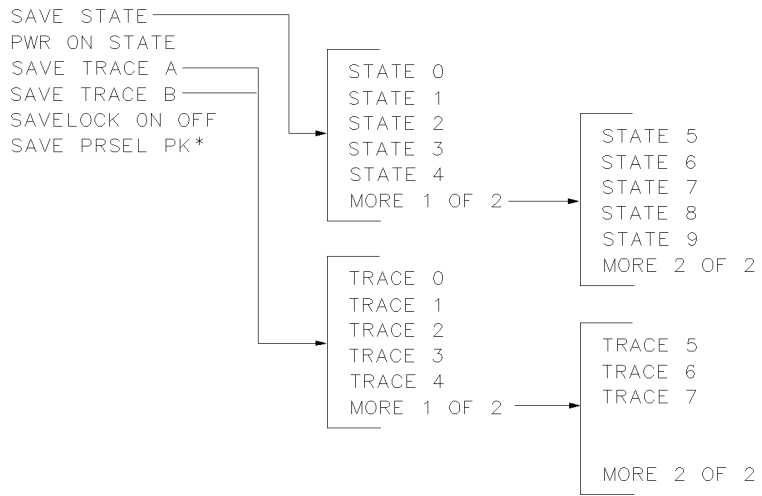 SAVE STATE
PWR ON STATE
SAVE TRACE A
SAVE TRACE B
SAVELOCK ON OFF
SAVE PRSEL PK*
STATE 0
STATE 1
STATE 2
STATE 3
STATE 4
MORE 1 OF 2
STATE 5
STATE 6
STATE 7
STATE 8
STATE 9
MORE 2 OF 2
TRACE 0
TRACE 1
TRACE 2
TRACE 3
TRACE 4
MORE 1 OF 2
TRACE 5
TRACE 6
TRACE 7
MORE 2 OF 2